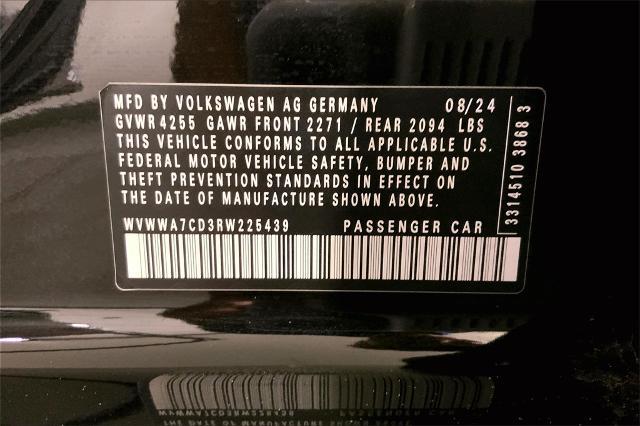 MFD BY VOLKSWAGEN AG GERMANY 08/24
GVWR 4255 GAWR FRONT 2271 / REAR 2094 LBS
THIS VEHICLE CONFORMS TO ALL APPLICABLE U.S.
FEDERAL MOTOR VEHICLE SAFETY, BUMPER AND
THEFT PREVENTION STANDARDS IN EFFECT ON
THE DATE OF MANUFACTURE SHOWN ABOVE.
WVWWA7CD3RW225439 PASSENGER CAR
3314510 3868 3